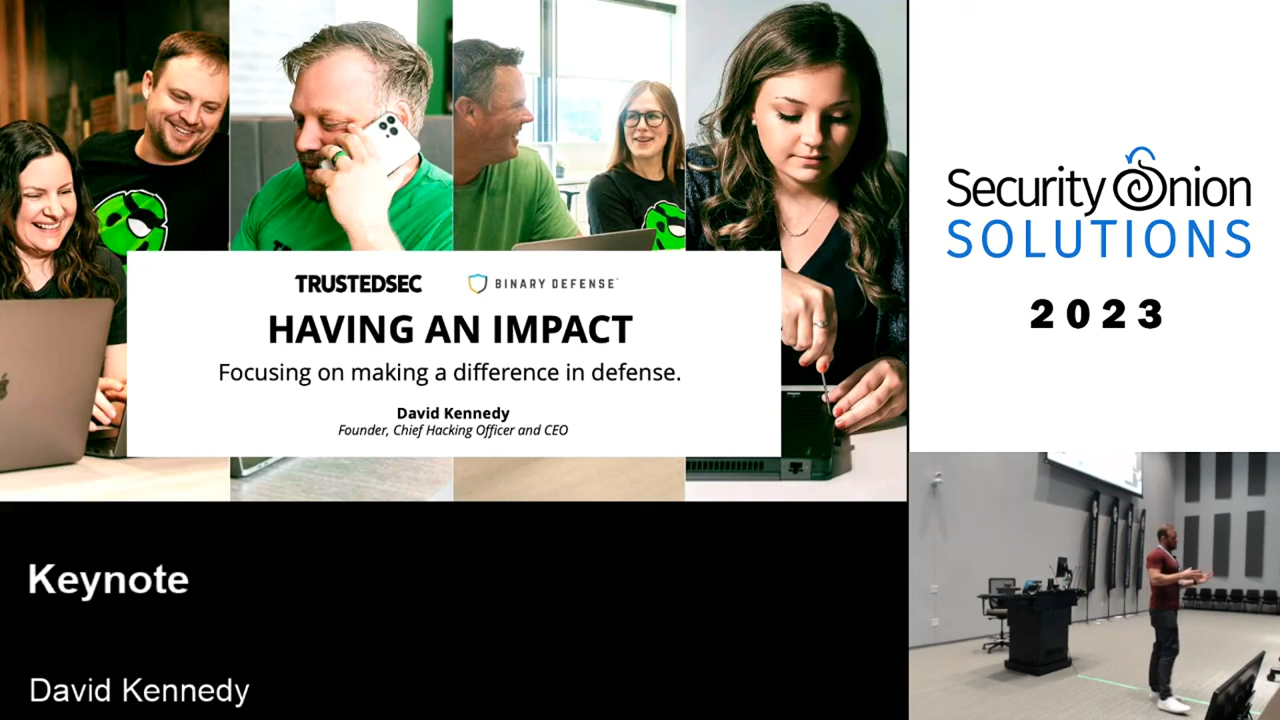 TRUSTEDSEC
BINARY DEFENSE
HAVING AN IMPACT
Focusing on making a difference in defense.
David Kennedy
Founder, Chief Hacking Officer and CEO
Security Onion
SOLUTIONS
2023
Keynote
David Kennedy